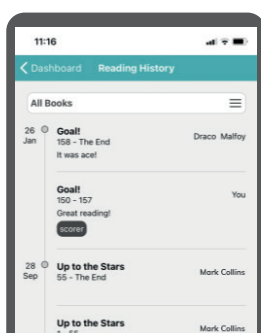 11:16
Dashboard Reading History
All Books
26 Jan
Goal!
Draco Malfoy
158 - The End
It was ace!
Goal!
You
150 - 157
Great reading!
scorer
28 Sep
Up to the Stars
Mark Collins
55 - The End
Up to the Stars
Mark Collins